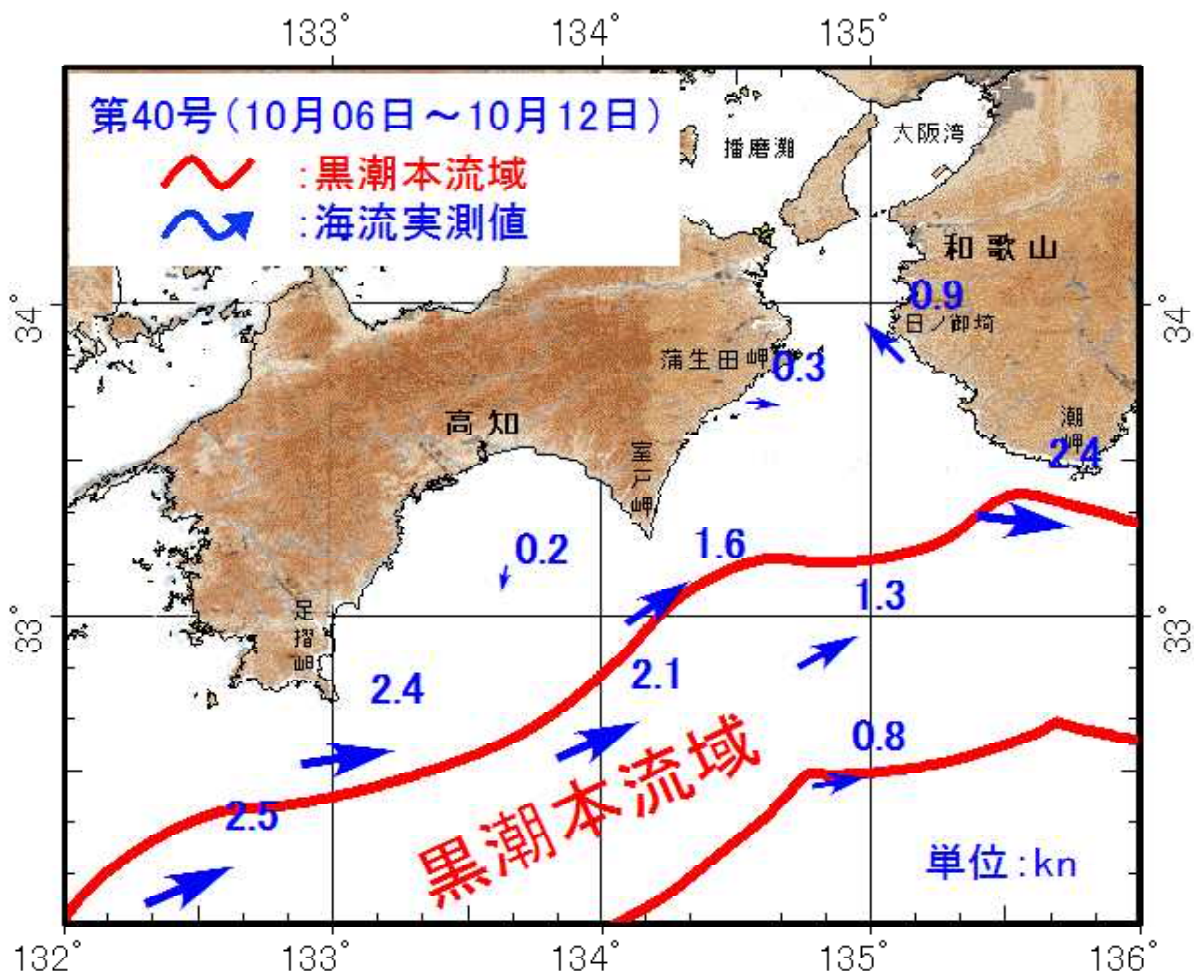 133°
134°
135°
第40号(10月06日～10月12日)
:黒潮本流域
:海流実測値
播磨灘
大阪湾
和歌山
34°
34°
0.9
日ノ御埼
蒲生田岬
0.3
高知
室戸岬
潮岬
2.4
0.2
1.6
1.3
33°
33°
足摺岬
2.4
2.1
0.8
2.5
黒潮本流域
単位:kn
132°
133°
134°
135°
136°